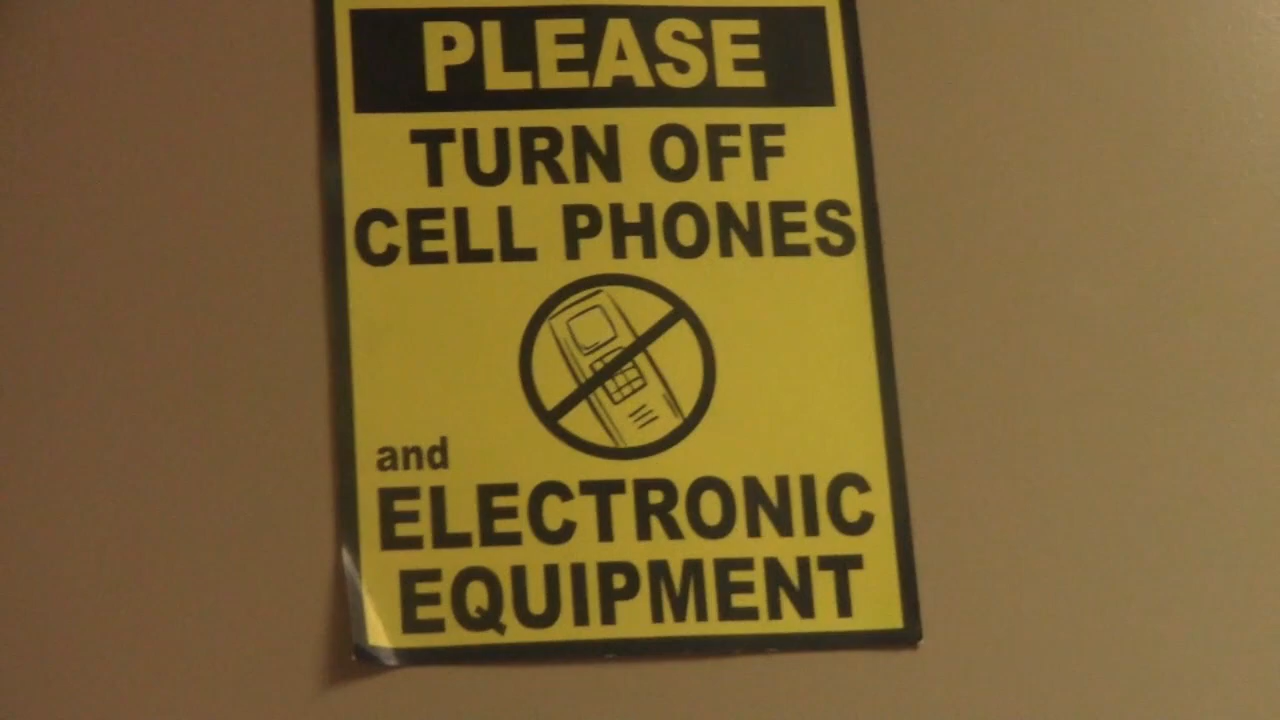 PLEASE
TURN OFF
CELL PHONES
and
ELECTRONIC
EQUIPMENT